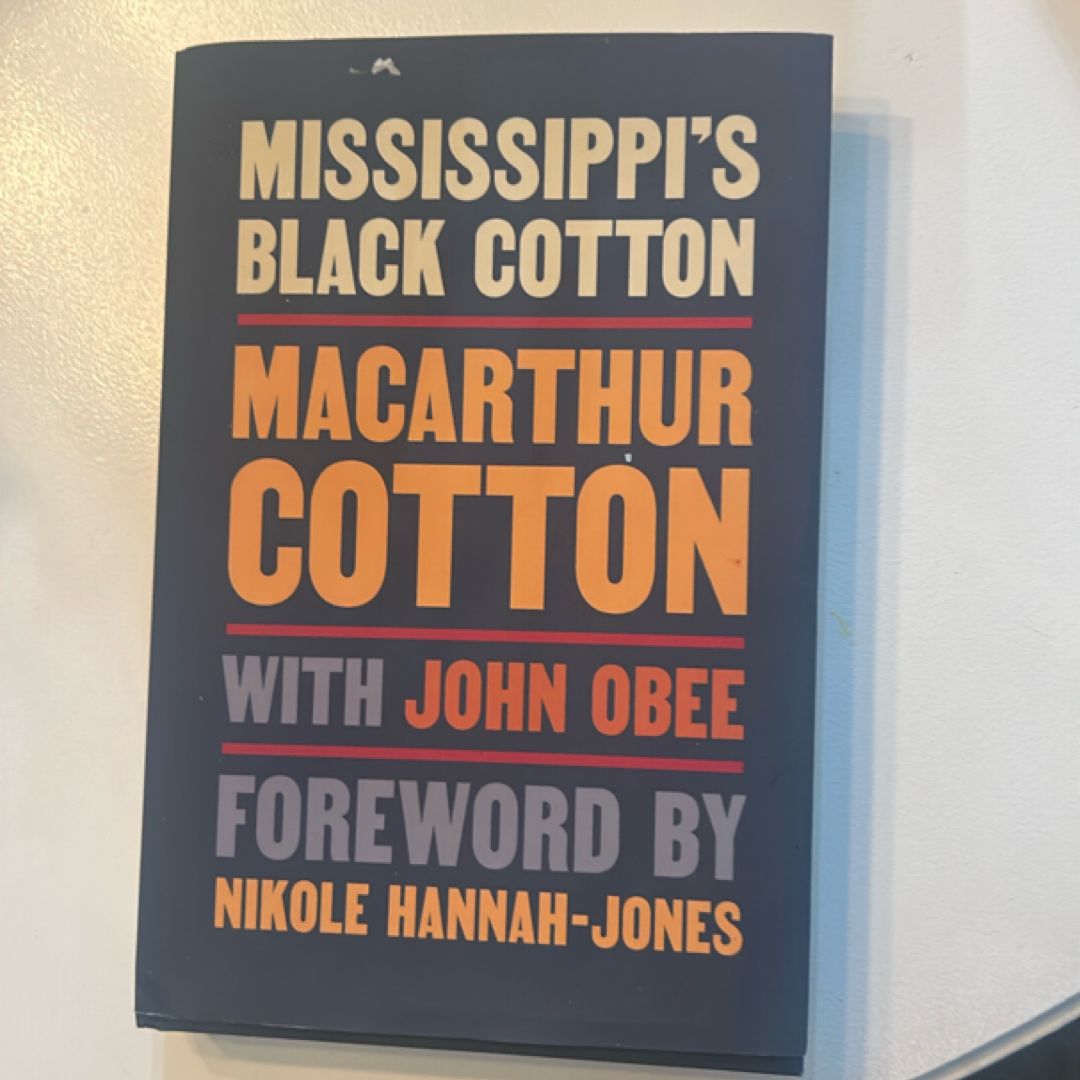 MISSISSIPPI’S
BLACK COTTON
MACARTHUR
COTTON
WITH JOHN OBEE
FOREWORD BY
NIKOLE HANNAH-JONES